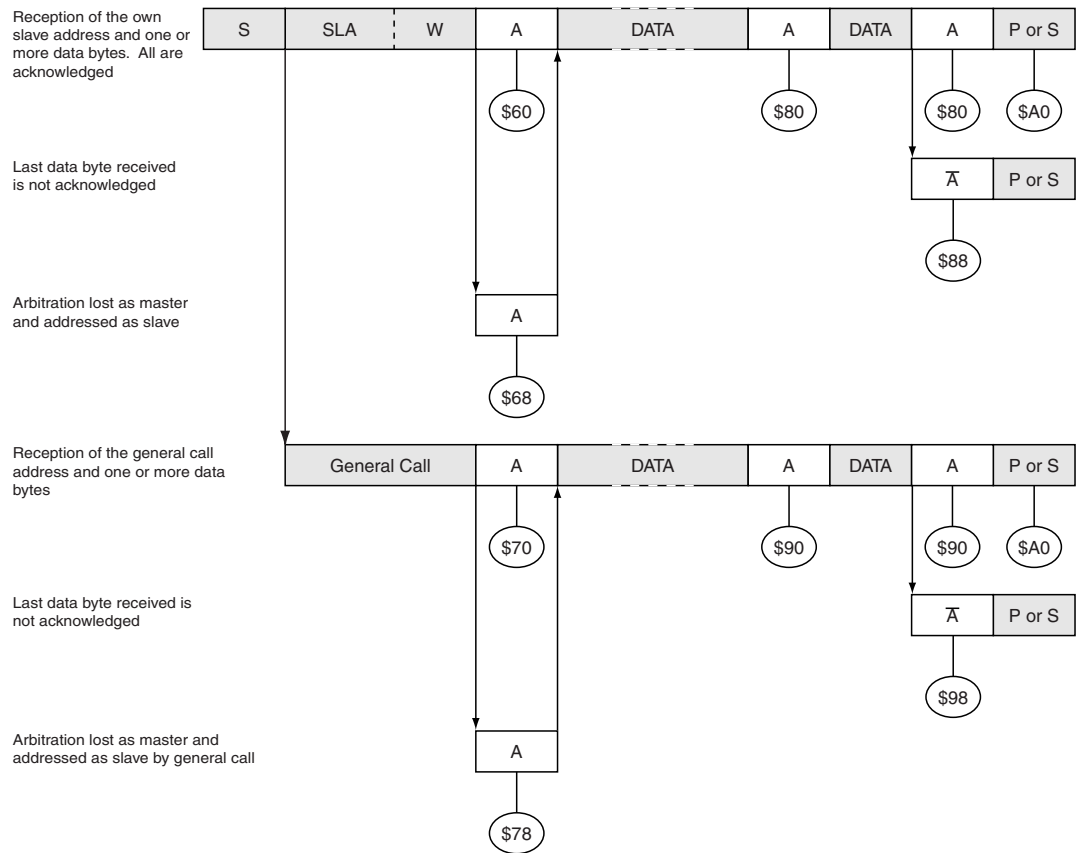 Reception of the own
slave address and one or
more data bytes. All are
acknowledged
S SLA W A DATA A DATA A P or S
$60 $80 $80 $A0
Last data byte received
is not acknowledged
A̅ P or S
$88
Arbitration lost as master
and addressed as slave
A
$68
Reception of the general call
address and one or more data
bytes
General Call A DATA A DATA A P or S
$70 $90 $90 $A0
Last data byte received is
not acknowledged
A̅ P or S
$98
Arbitration lost as master and
addressed as slave by general call
A
$78